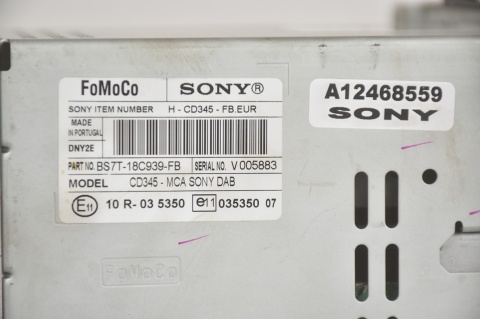 FoMoCo SONY®
SONY ITEM NUMBER H - CD345 - FB.EUR
MADE
IN PORTUGAL
DNY2E
PART NO. BS7T-18C939-FB SERIAL NO. V 005883
MODEL CD345 - MCA SONY DAB
E11 10 R- 03 5350 e11 035350 07
A12468559
SONY
FoMoCo